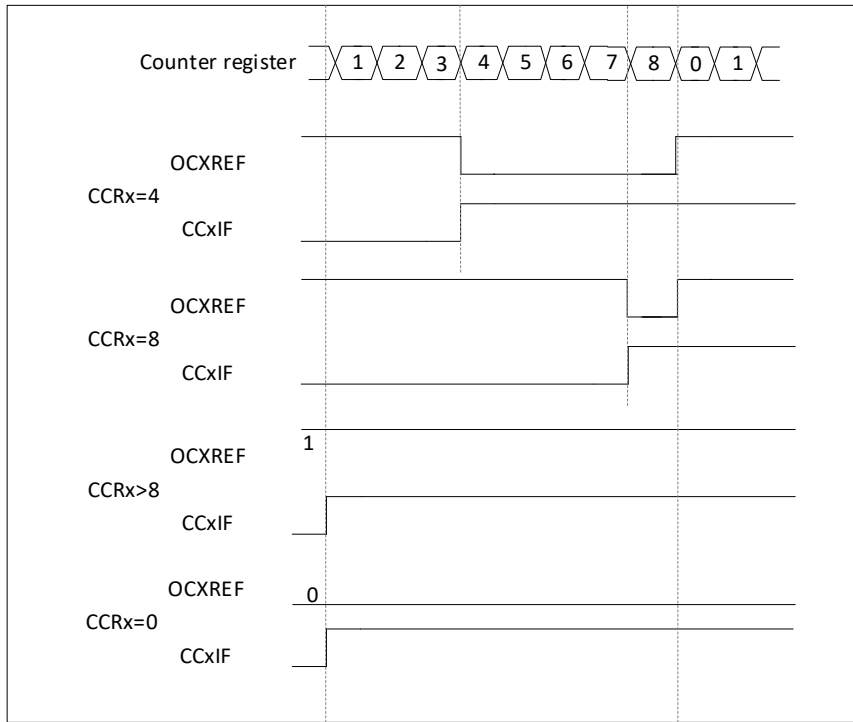 Counter register 1 2 3 4 5 6 7 8 0 1
OCXREF
CCRx=4
CCxIF
OCXREF
CCRx=8
CCxIF
1
OCXREF
CCRx>8
CCxIF
OCXREF 0
CCRx=0
CCxIF